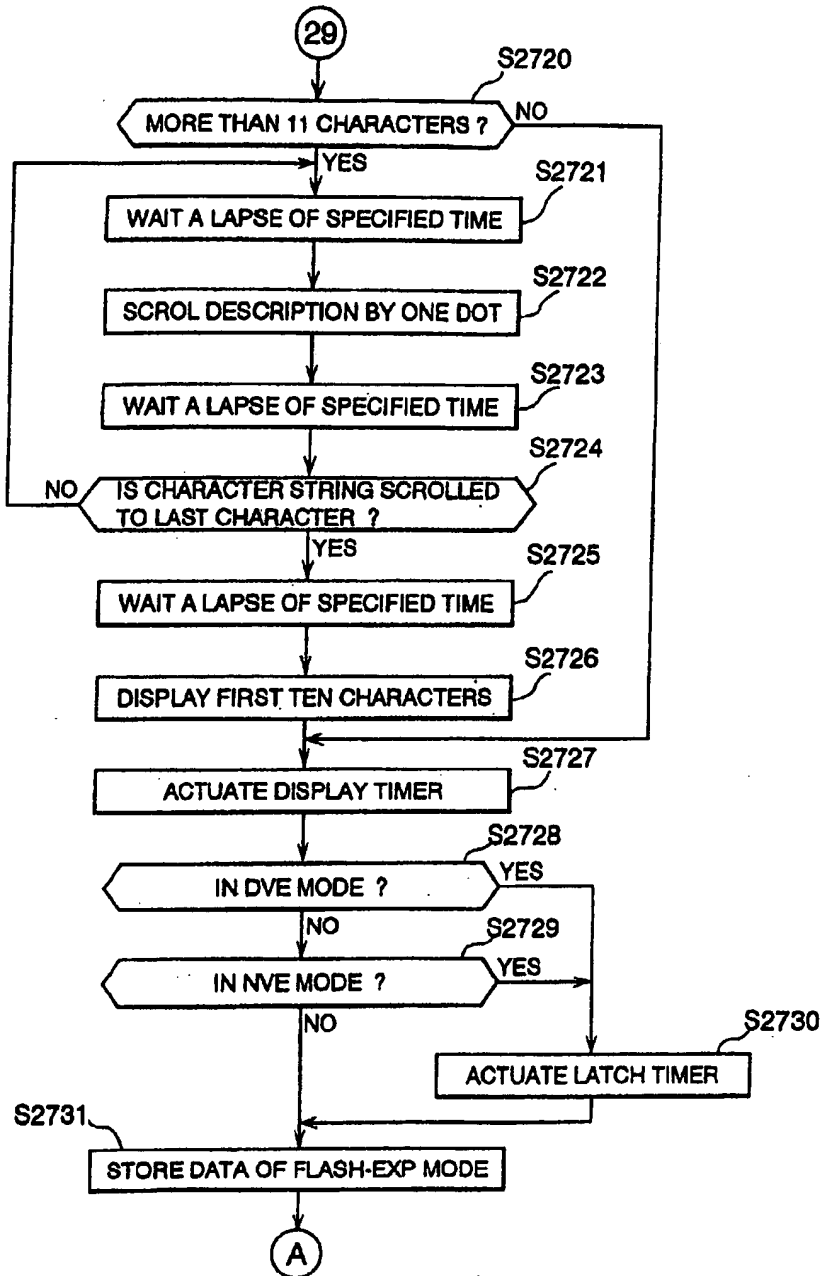 29
S2720
MORE THAN 11 CHARACTERS ?
NO
YES
S2721
WAIT A LAPSE OF SPECIFIED TIME
S2722
SCROL DESCRIPTION BY ONE DOT
S2723
WAIT A LAPSE OF SPECIFIED TIME
S2724
NO
IS CHARACTER STRING SCROLLED
TO LAST CHARACTER ?
YES
S2725
WAIT A LAPSE OF SPECIFIED TIME
S2726
DISPLAY FIRST TEN CHARACTERS
S2727
ACTUATE DISPLAY TIMER
S2728
IN DVE MODE ?
YES
NO
S2729
IN NVE MODE ?
YES
NO
S2730
ACTUATE LATCH TIMER
S2731
STORE DATA OF FLASH-EXP MODE
A